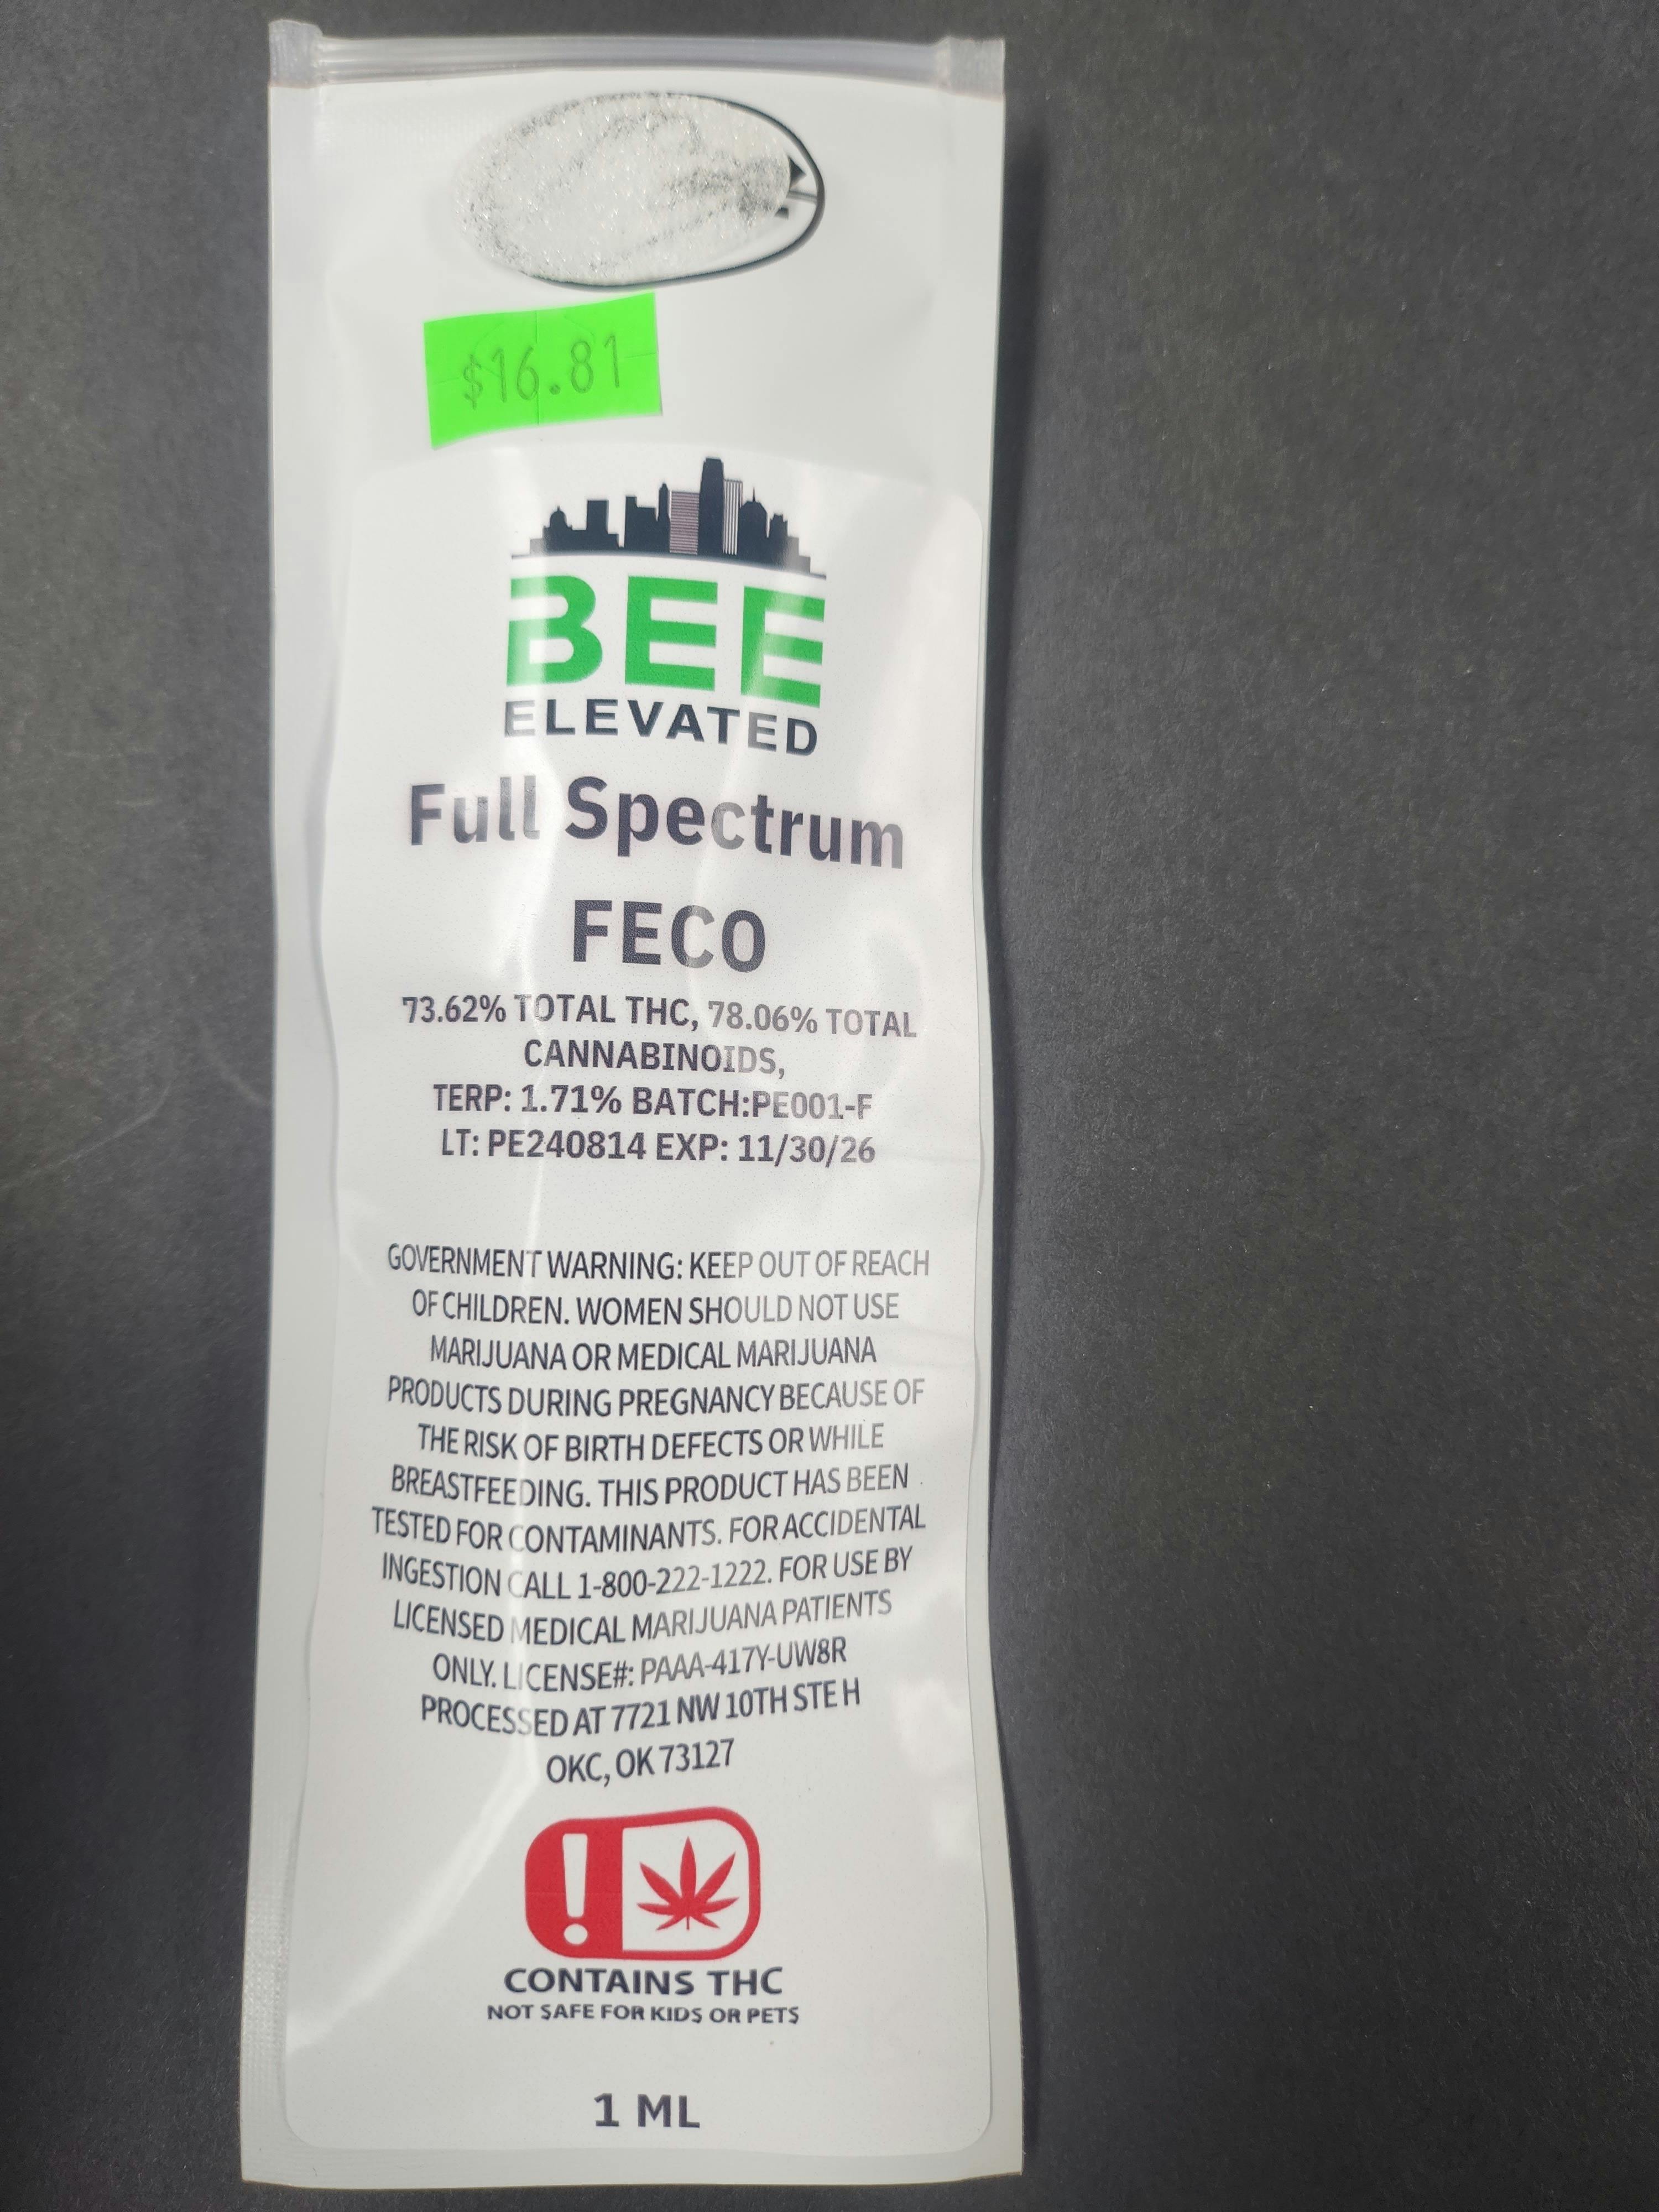 $16.81
BEE
ELEVATED
Full Spectrum
FECO
73.62% TOTAL THC, 78.06% TOTAL
CANNABINOIDS,
TERP: 1.71% BATCH:PE001-F
LT: PE240814 EXP: 11/30/26
GOVERNMENT WARNING: KEEP OUT OF REACH
OF CHILDREN. WOMEN SHOULD NOT USE
MARIJUANA OR MEDICAL MARIJUANA
PRODUCTS DURING PREGNANCY BECAUSE OF
THE RISK OF BIRTH DEFECTS OR WHILE
BREASTFEEDING. THIS PRODUCT HAS BEEN
TESTED FOR CONTAMINANTS. FOR ACCIDENTAL
INGESTION CALL 1-800-222-1222. FOR USE BY
LICENSED MEDICAL MARIJUANA PATIENTS
ONLY. LICENSE#: PAAA-417Y-UW8R
PROCESSED AT 7721 NW 10TH STE H
OKC, OK 73127
!
CONTAINS THC
NOT SAFE FOR KIDS OR PETS
1 ML